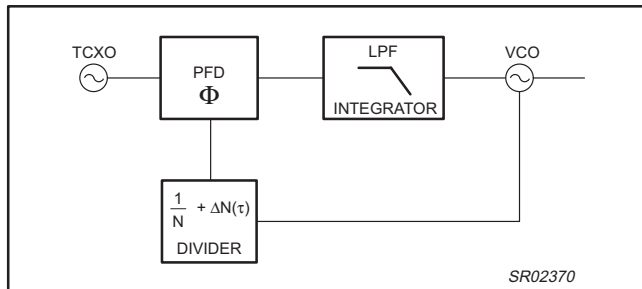 TCXO
PFD
Φ
LPF
INTEGRATOR
VCO
1/N + ΔN(τ)
DIVIDER
SR02370